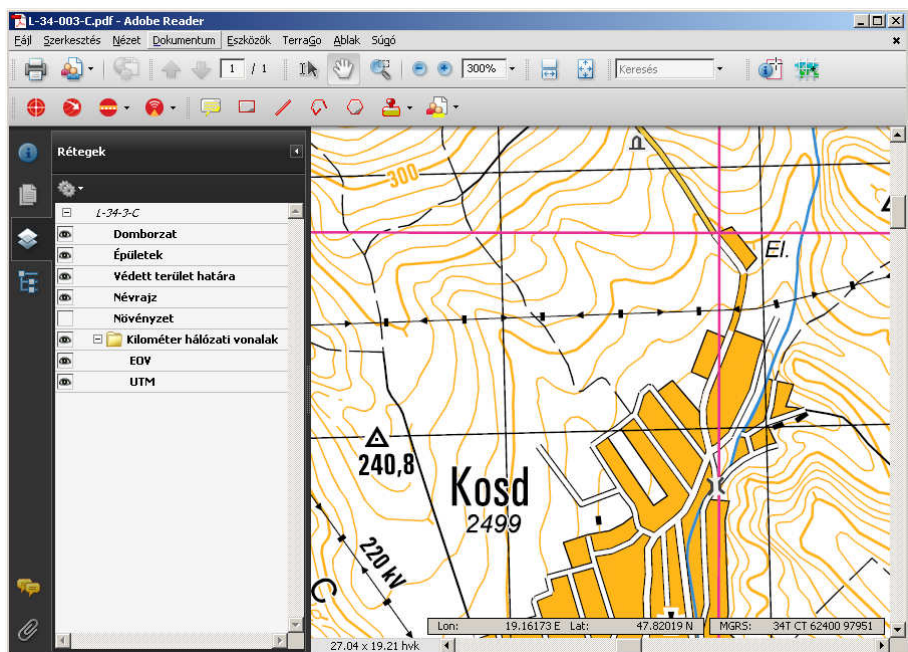 L-34-003-C.pdf - Adobe Reader
Fájl Szerkesztés Nézet Dokumentum Eszközök TerraGo Ablak Súgó
1 / 1 300% Keresés
Rétegek
L-34-3-C
Domborzat
Épületek
Védett terület határa
Névrajz
Növényzet
Kilométer hálózati vonalak
EOV
UTM
300
El.
240,8
Kosd
2499
220 kV
C
Lon: 19.16173 E Lat: 47.82019 N MGRS: 34T CT 62400 97951
27.04 x 19.21 hvk